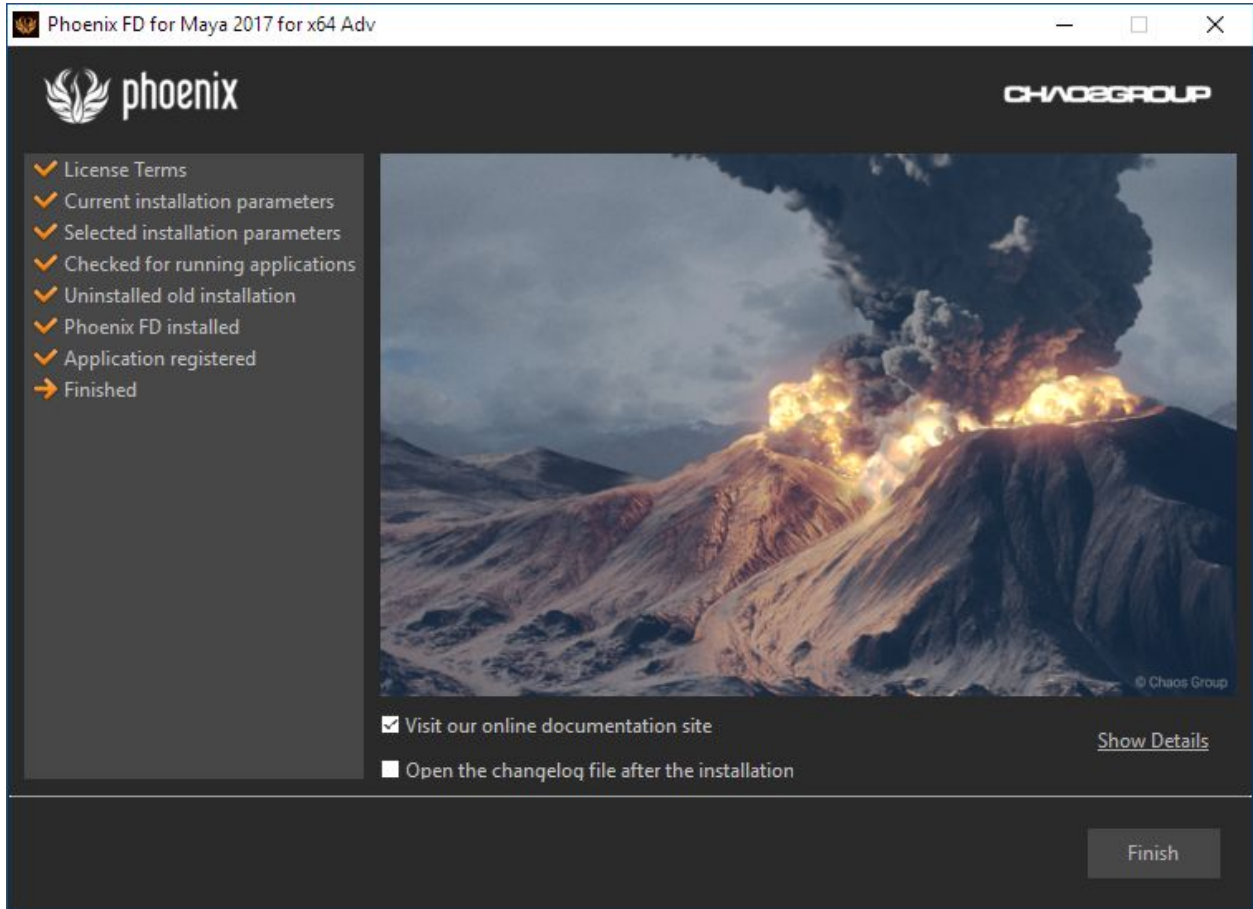 Phoenix FD for Maya 2017 for x64 Adv
phoenix
CHAOSGROUP
License Terms
Current installation parameters
Selected installation parameters
Checked for running applications
Uninstalled old installation
Phoenix FD installed
Application registered
Finished
© Chaos Group
Visit our online documentation site
Show Details
Open the changelog file after the installation
Finish